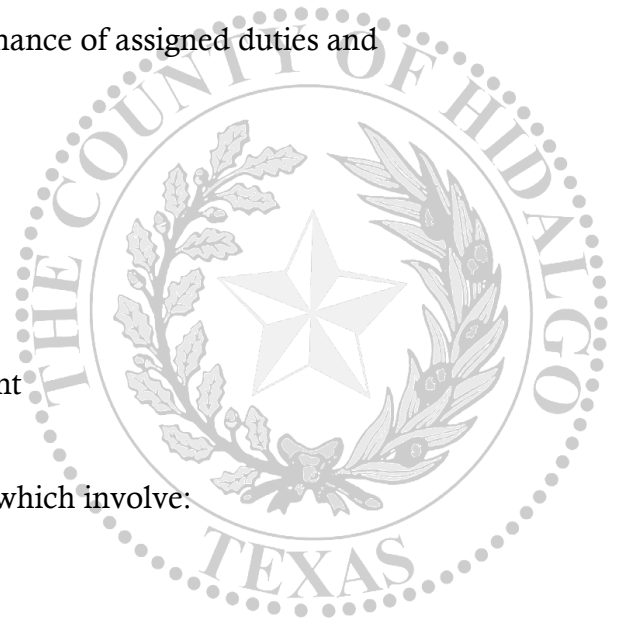 nance of assigned duties and
THE COUNTY OF HIDALGO
nt
which involve:
TEXAS